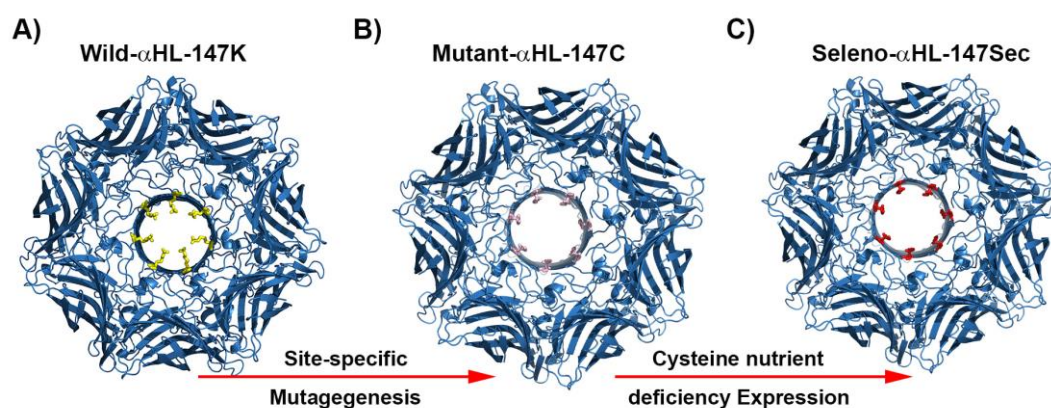 A)
Wild-αHL-147K
B)
Mutant-αHL-147C
C)
Seleno-αHL-147Sec
Site-specific
Mutagegenesis
Cysteine nutrient
deficiency Expression